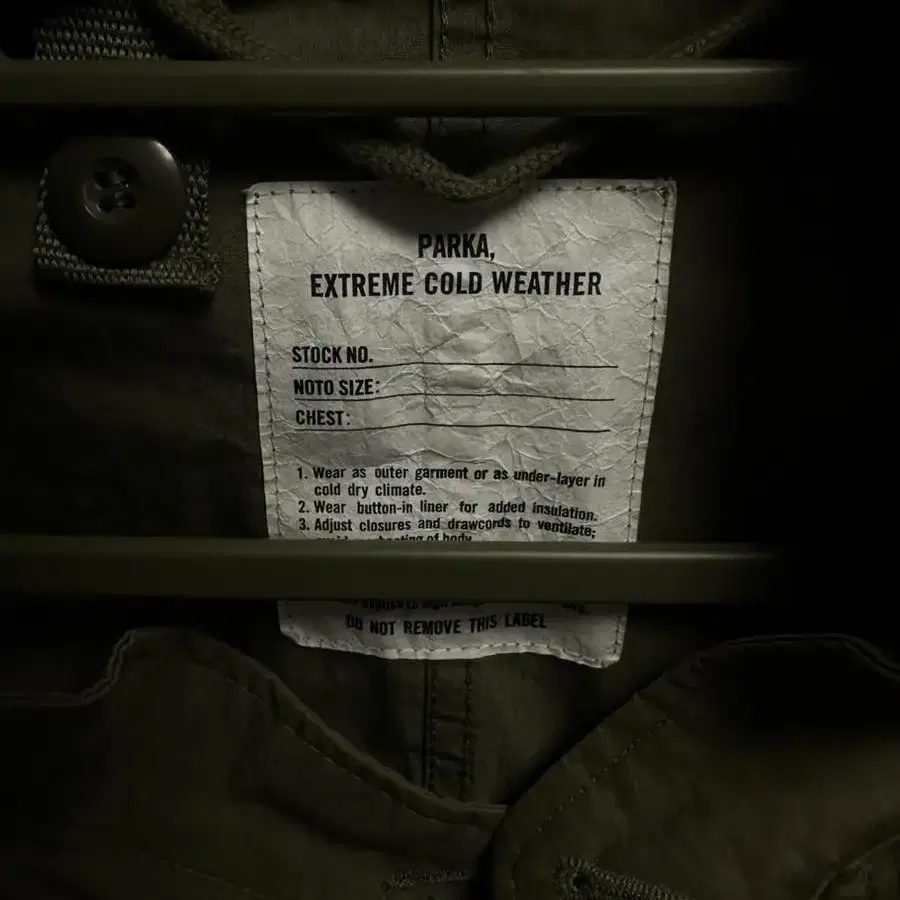 PARKA,
EXTREME COLD WEATHER
STOCK NO.
NOTO SIZE:
CHEST:
1. Wear as outer garment or as under-layer in
cold dry climate.
2. Wear button-in liner for added insulation.
3. Adjust closures and drawcords to ventilate;
of body
DO NOT REMOVE THIS LABEL